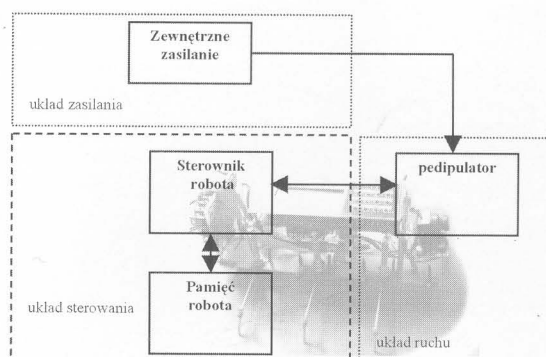 Zewnętrzne
zasilanie
układ zasilania
Sterownik
robota
pedipulator
Pamięć
robota
układ sterowania
układ ruchu